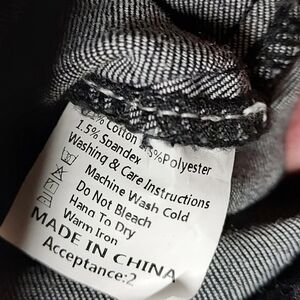 % Cotton 5%Polyester
1.5% Spandex
Washing & Care Instructions
Machine Wash Cold
Do Not Bleach
Hang To Dry
Warm Iron
MADE IN CHINA
Acceptance:2